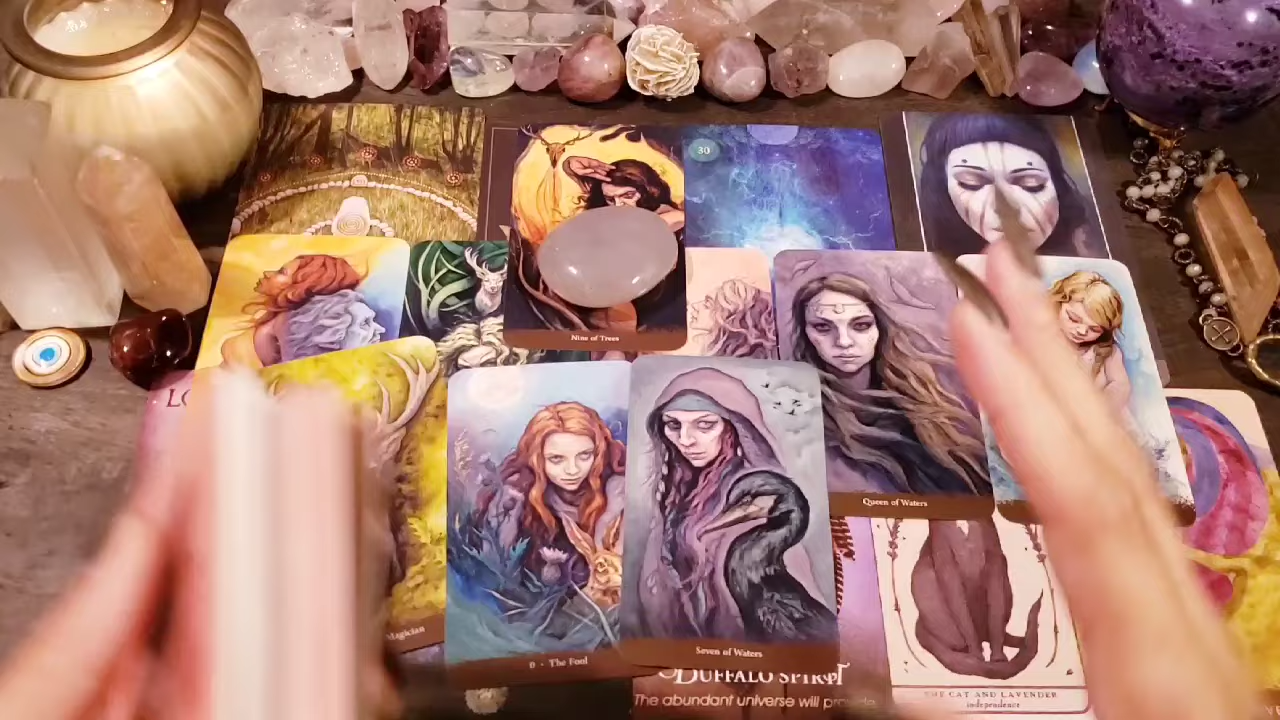 30
Nine of Trees
LO
Queen of Waters
Magician
0 · The Fool
Seven of Waters
BUFFALO SPIRIT
The abundant universe will provide
THE CAT AND LAVENDER
independence